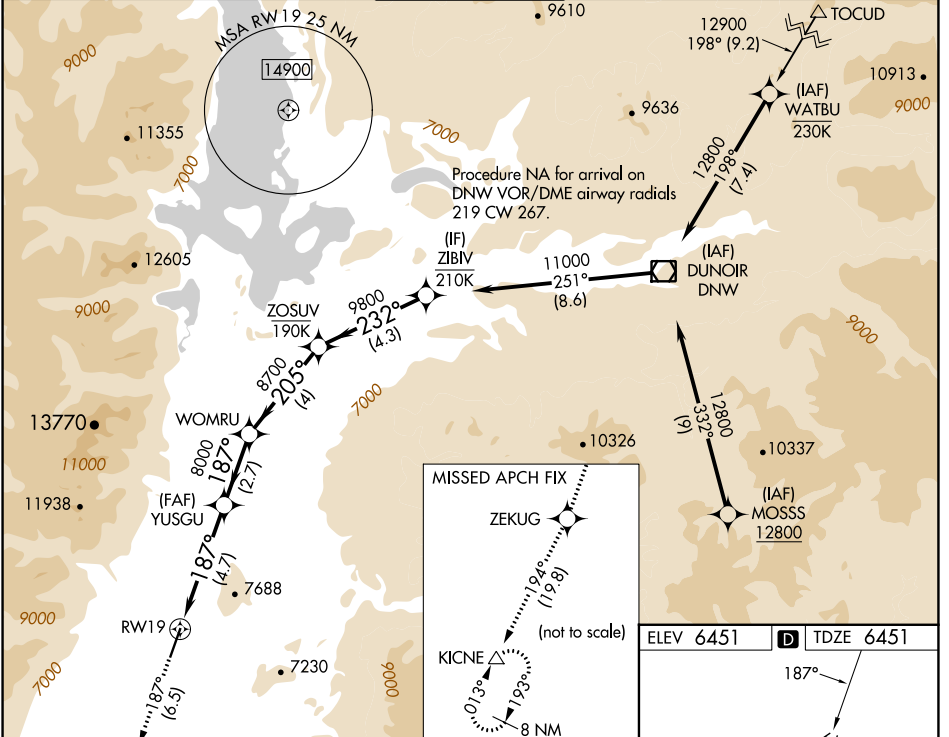 9610
TOCUD
12900
198° (9.2)
MSA RW19 25 NM
14900
9000
10913
9000
(IAF)
WATBU
230K
9636
11355
7000
7000
12800
198°
(7.4)
Procedure NA for arrival on
DNW VOR/DME airway radials
219 CW 267.
(IF)
ZIBIV
210K
11000
251°
(8.6)
(IAF)
DUNOIR
DNW
12605
9000
ZOSUV
190K
9800
232°
(4.3)
9000
8700
205°
(4)
7000
12800
332°
(9)
WOMRU
13770
11000
8000
187°
(2.7)
10326
10337
11938
(FAF)
YUSGU
MISSED APCH FIX
ZEKUG
(IAF)
MOSSS
12800
187°
(4.7)
7688
194°
(19.8)
9000
RW19
(not to scale)
ELEV 6451
D
TDZE 6451
7230
9000
7000
187°
(6.5)
KICNE
013°
193°
8 NM
187°